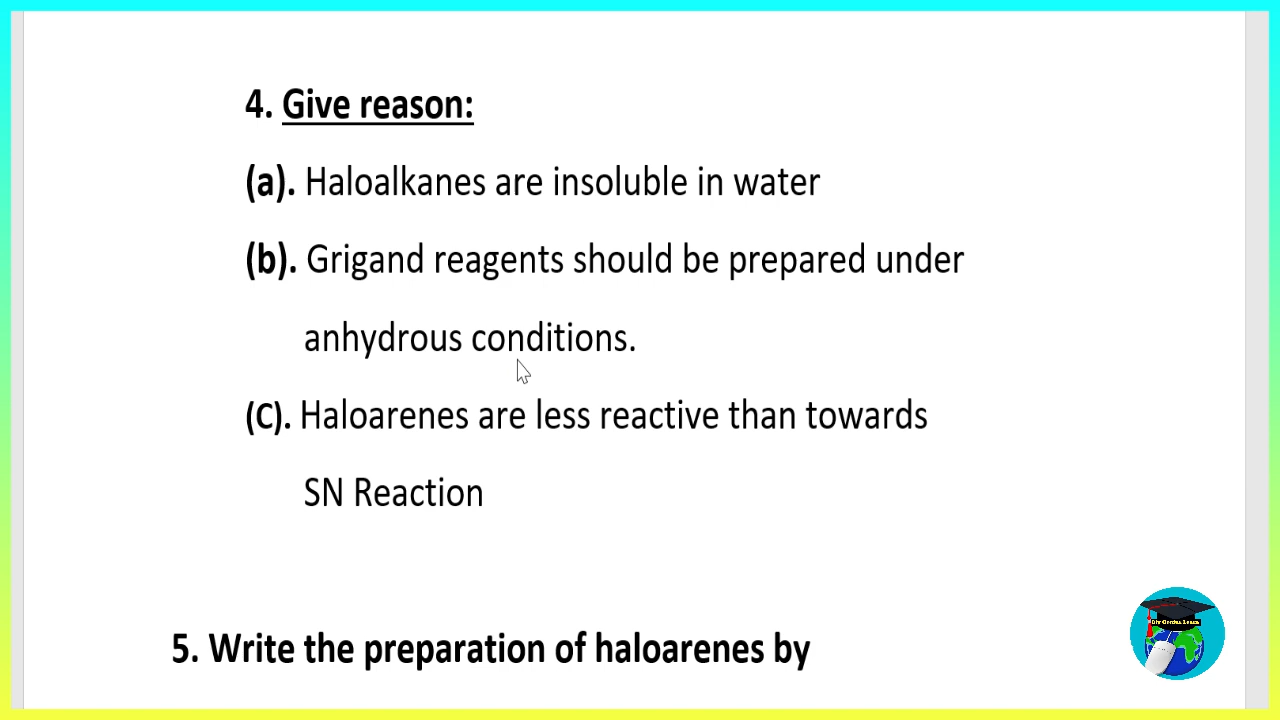 4. Give reason:
(a). Haloalkanes are insoluble in water
(b). Grigand reagents should be prepared under
anhydrous conditions.
(C). Haloarenes are less reactive than towards
SN Reaction
5. Write the preparation of haloarenes by